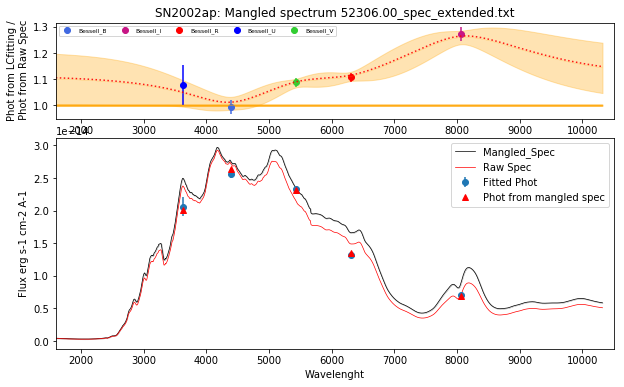 SN2002ap: Mangled spectrum 52306.00_spec_extended.txt
Phot from LCfitting /
Phot from Raw Spec
1.3
1.2
1.1
1.0
Bessell_B
Bessell_I
Bessell_R
Bessell_U
Bessell_V
2000 3000 4000 5000 6000 7000 8000 9000 10000
1e−14
Flux erg s-1 cm-2 A-1
3.0
2.5
2.0
1.5
1.0
0.5
0.0
Mangled_Spec
Raw Spec
Fitted Phot
Phot from mangled spec
2000 3000 4000 5000 6000 7000 8000 9000 10000
Wavelenght